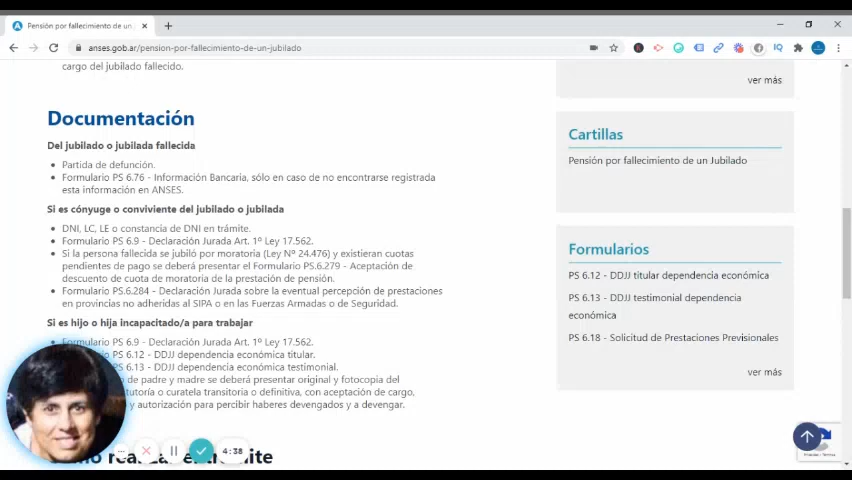 Pensión por fallecimiento de un
anses.gob.ar/pension-por-fallecimiento-de-un-jubilado
cargo del jubilado fallecido.
Documentación
Del jubilado o jubilada fallecida
Partida de defunción.
Formulario PS 6.76 - Información Bancaria, sólo en caso de no encontrarse registrada
esta información en ANSES.
Si es cónyuge o conviviente del jubilado o jubilada
DNI, LC, LE o constancia de DNI en trámite.
Formulario PS 6.9 - Declaración Jurada Art. 1º Ley 17.562.
Si la persona fallecida se jubiló por moratoria (Ley Nº 24.476) y existieran cuotas
pendientes de pago se deberá presentar el Formulario PS.6.279 - Aceptación de
descuento de cuota de moratoria de la prestación de pensión.
Formulario PS.6.284 - Declaración Jurada sobre la eventual percepción de prestaciones
en provincias no adheridas al SIPA o en las Fuerzas Armadas o de Seguridad.
Si es hijo o hija incapacitado/a para trabajar
Formulario PS 6.9 - Declaración Jurada Art. 1º Ley 17.562.
PS 6.12 - DDJJ dependencia económica titular.
PS 6.13 - DDJJ dependencia económica testimonial.
de padre y madre se deberá presentar original y fotocopia del
tutoría o curatela transitoria o definitiva, con aceptación de cargo,
y autorización para percibir haberes devengados y a devengar.
4:38
ver más
Cartillas
Pensión por fallecimiento de un Jubilado
Formularios
PS 6.12 - DDJJ titular dependencia económica
PS 6.13 - DDJJ testimonial dependencia
económica
PS 6.18 - Solicitud de Prestaciones Previsionales
ver más